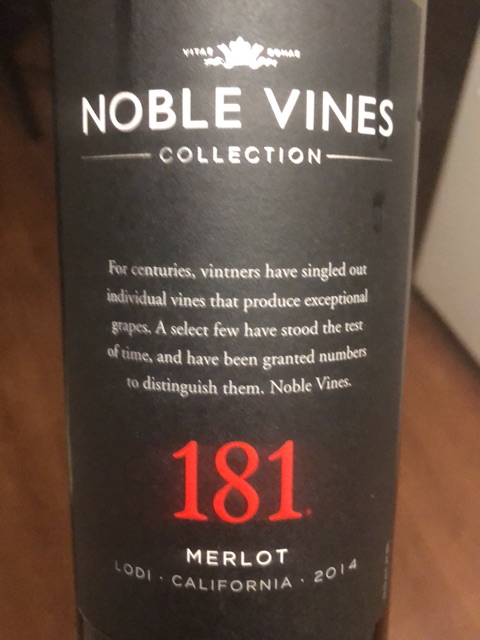 VITAE BONAE
NOBLE VINES
COLLECTION
For centuries, vintners have singled out
individual vines that produce exceptional
grapes. A select few have stood the test
of time, and have been granted numbers
to distinguish them. Noble Vines.
181.
MERLOT
LODI · CALIFORNIA · 2014